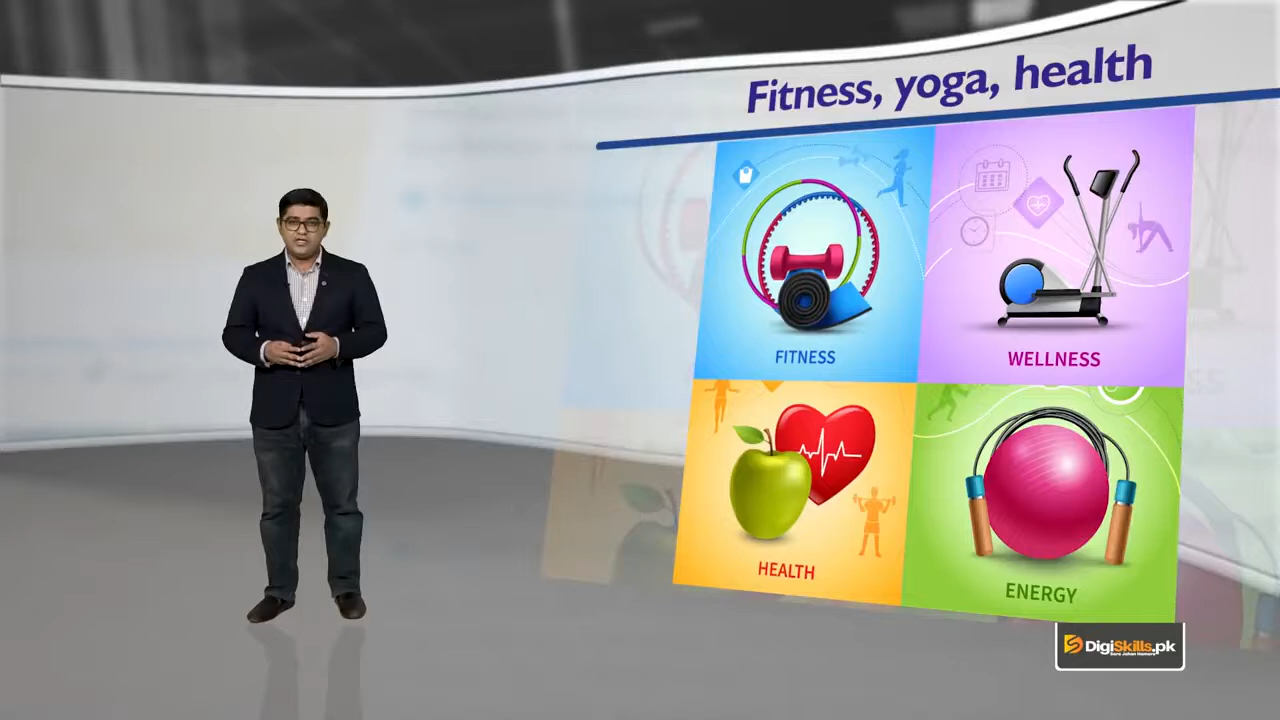 Fitness, yoga, health
FITNESS
WELLNESS
HEALTH
ENERGY
DigiSkills.pk